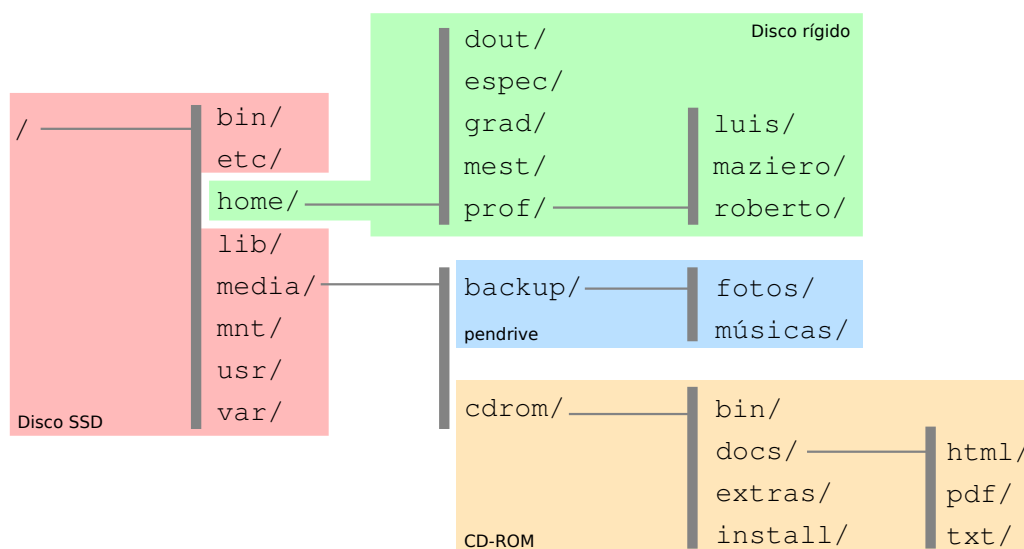 /
bin/
etc/
home/
lib/
media/
mnt/
usr/
var/
Disco SSD
dout/
espec/
grad/
mest/
prof/
Disco rígido
luis/
maziero/
roberto/
backup/
pendrive
fotos/
músicas/
cdrom/
CD-ROM
bin/
docs/
extras/
install/
html/
pdf/
txt/